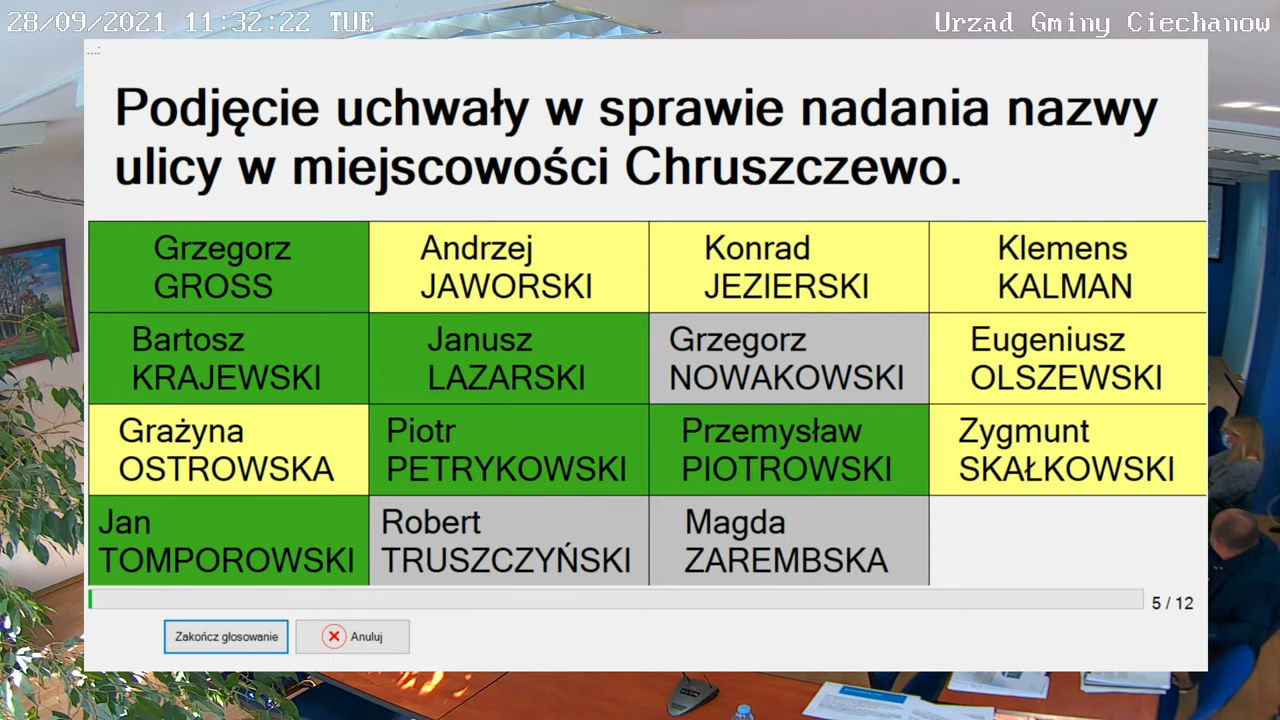 28/09/2021 11:32:22 TUE
Urzad Gminy Ciechanow
Podjęcie uchwały w sprawie nadania nazwy
ulicy w miejscowości Chruszczewo.
Grzegorz
GROSS
Andrzej
JAWORSKI
Konrad
JEZIERSKI
Klemens
KALMAN
Bartosz
KRAJEWSKI
Janusz
LAZARSKI
Grzegorz
NOWAKOWSKI
Eugeniusz
OLSZEWSKI
Grażyna
OSTROWSKA
Piotr
PETRYKOWSKI
Przemysław
PIOTROWSKI
Zygmunt
SKAŁKOWSKI
Jan
TOMPOROWSKI
Robert
TRUSZCZYŃSKI
Magda
ZAREMBSKA
5 / 12
Zakończ głosowanie
Anuluj